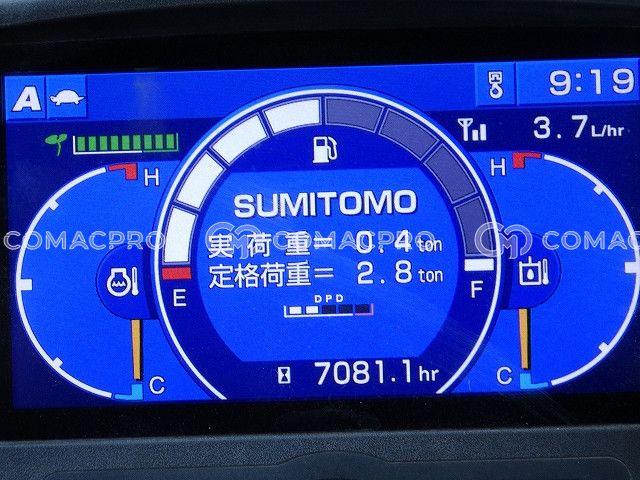 A
9:19
3.7 L/hr
H
H
SUMITOMO
COMACPRO COMACPRO COMAC
実荷重= 0.4 ton
定格荷重= 2.8 ton
E
F
DPD
C
7081.1 hr
C